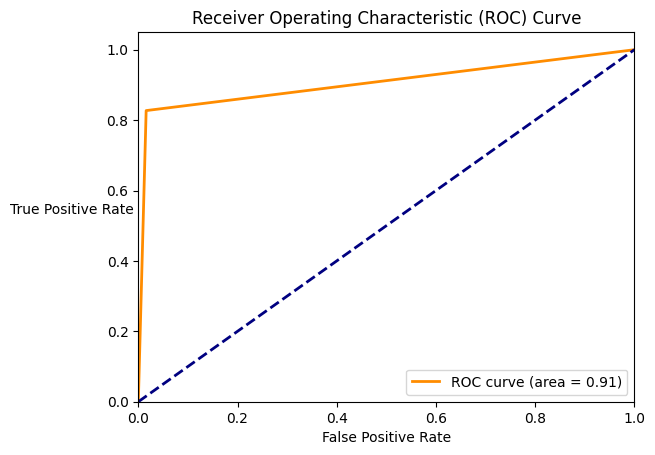 Receiver Operating Characteristic (ROC) Curve
1.0
0.8
0.6
True Positive Rate
0.4
0.2
0.0
ROC curve (area = 0.91)
0.0 0.2 0.4 0.6 0.8 1.0
False Positive Rate